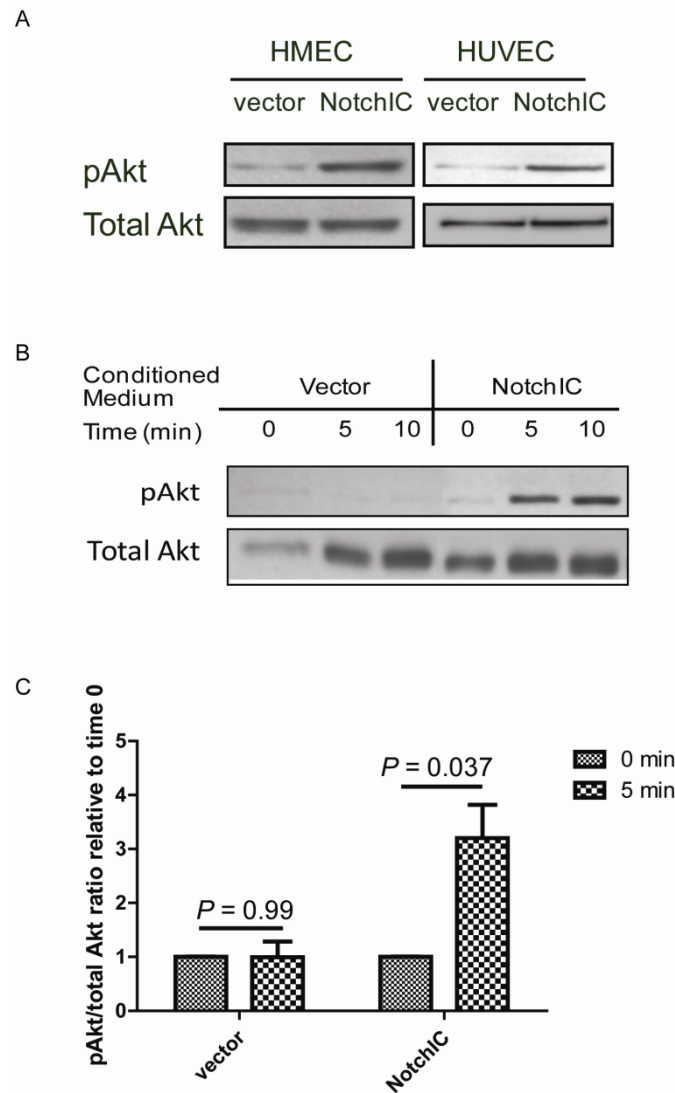 A
HMEC HUVEC
vector NotchIC vector NotchIC
pAkt
Total Akt
B
Conditioned
Medium
Vector NotchIC
Time (min) 0 5 10 0 5 10
pAkt
Total Akt
C
pAkt/total Akt ratio relative to time 0
5
4
3
2
1
0
P = 0.99
P = 0.037
0 min
5 min
vector
NotchIC